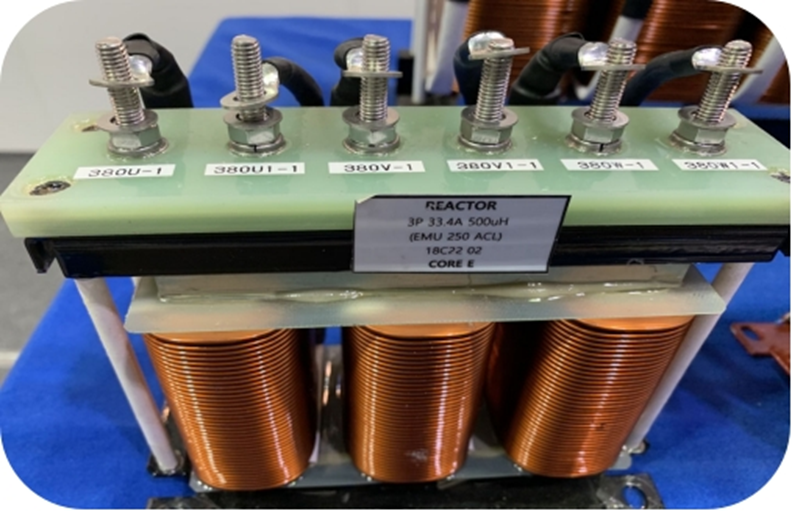 380U-1 380U1-1 380V-1 380V1-1 380W-1 380W1-1
REACTOR
3P 33.4A 500uH
(EMU 250 ACL)
18C22 02
CORE E